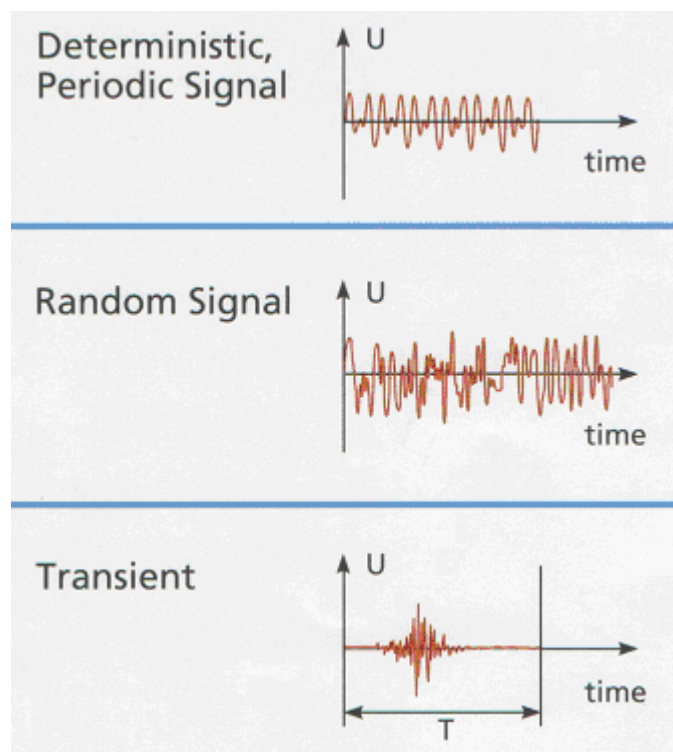 Deterministic,
Periodic Signal
U
time
Random Signal
U
time
Transient
U
time
T